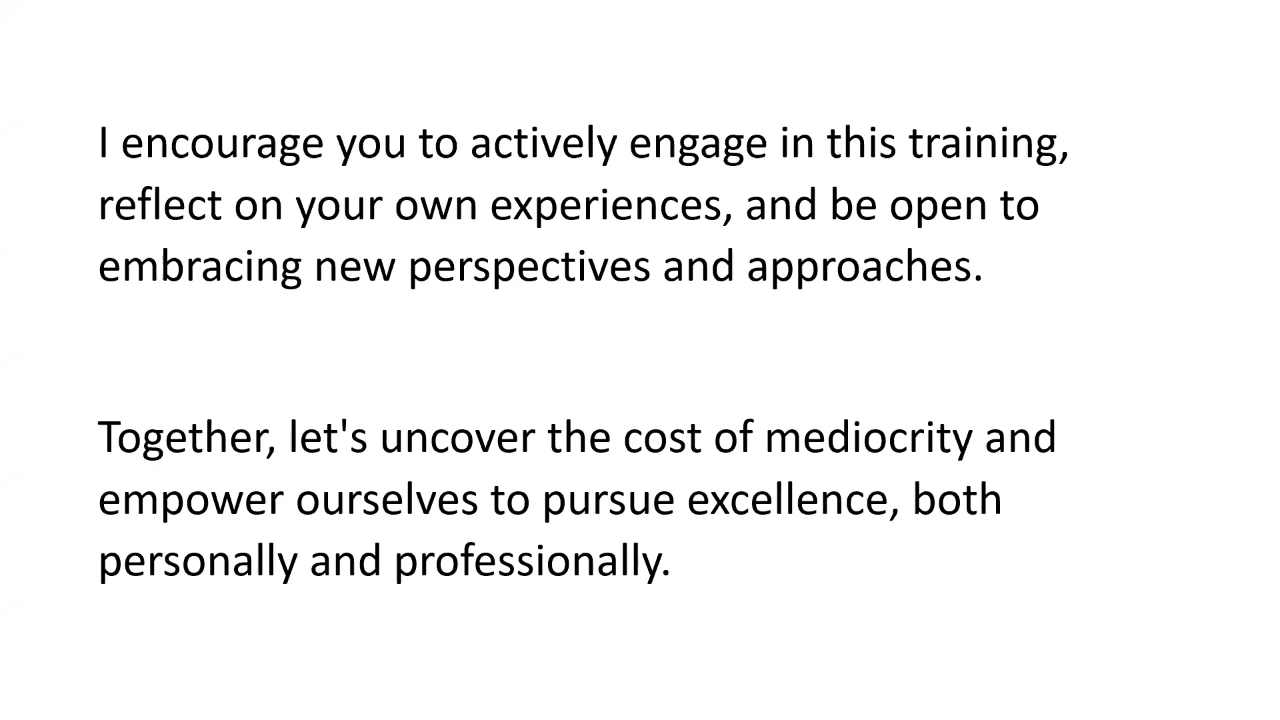 I encourage you to actively engage in this training,
reflect on your own experiences, and be open to
embracing new perspectives and approaches.
Together, let's uncover the cost of mediocrity and
empower ourselves to pursue excellence, both
personally and professionally.